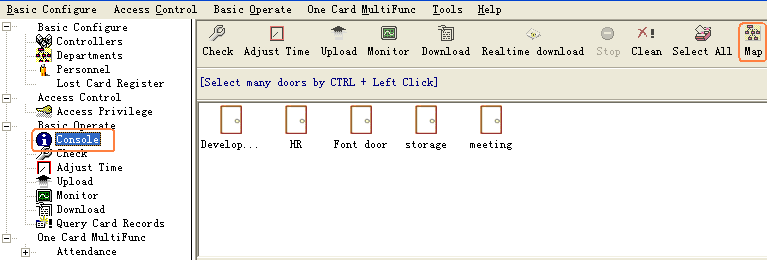 Basic Configure Access Control Basic Operate One Card MultiFunc Tools Help
Basic Configure
Controllers
Departments
Personnel
Lost Card Register
Access Control
Access Privilege
Basic Operate
Console
Check
Adjust Time
Upload
Monitor
Download
Query Card Records
One Card MultiFunc
Attendance
Check Adjust Time Upload Monitor Download Realtime download Stop Clean Select All Map
[Select many doors by CTRL + Left Click]
Develop... HR Font door storage meeting